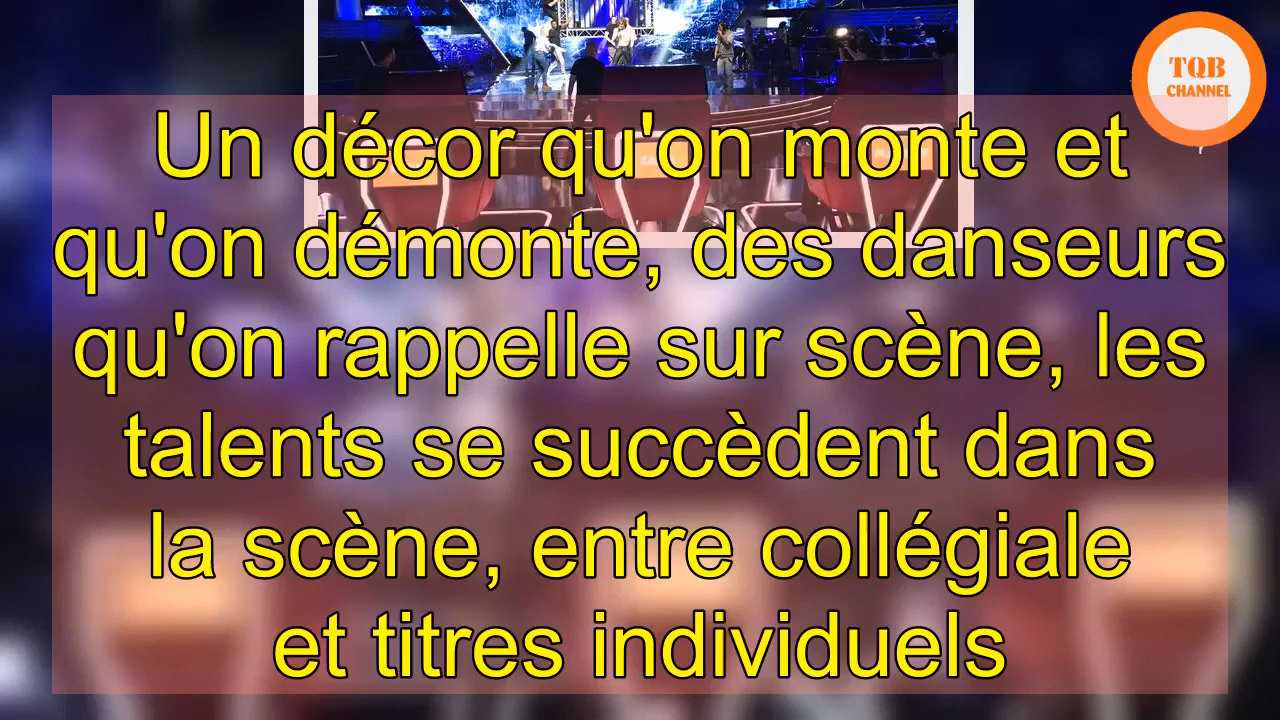 TQB
CHANNEL
Un décor qu'on monte et
qu'on démonte, des danseurs
qu'on rappelle sur scène, les
talents se succèdent dans
la scène, entre collégiale
et titres individuels